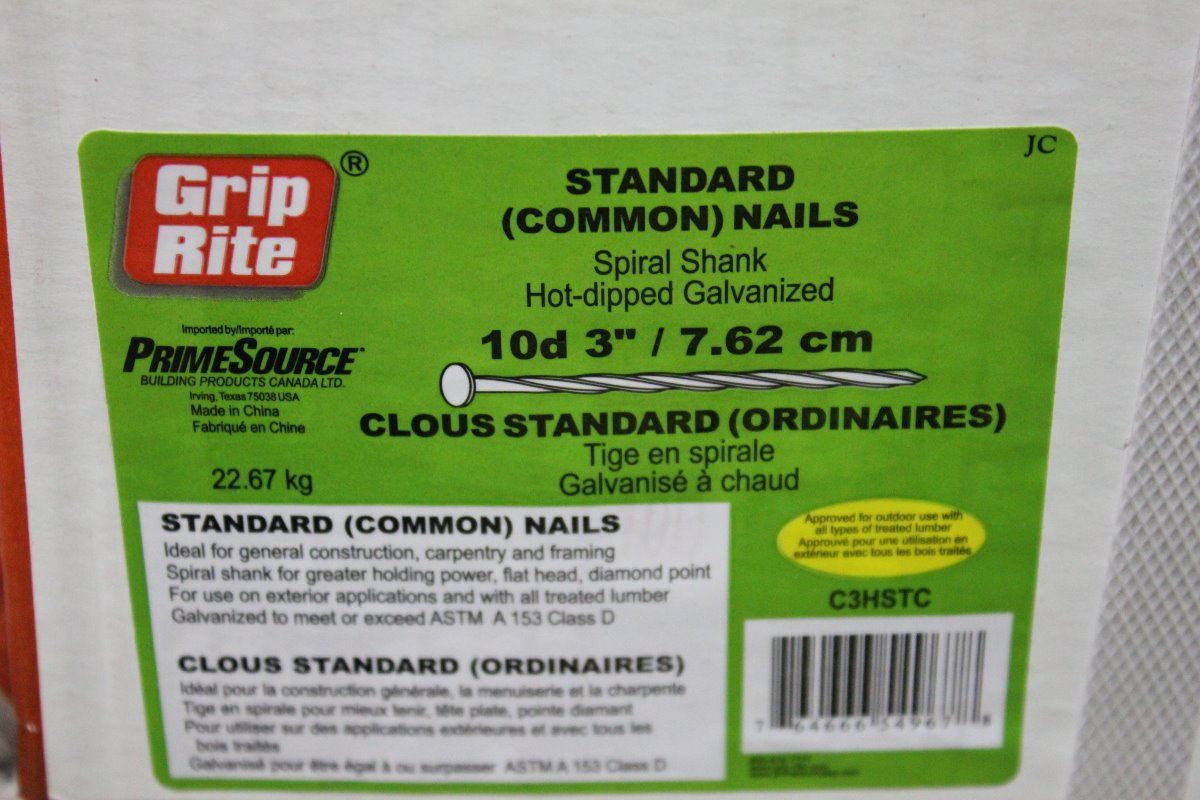 JC
Grip
Rite ®
Imported by/Importé par:
PRIMESOURCE
BUILDING PRODUCTS CANADA LTD.
Irving, Texas 75038 USA
Made in China
Fabriqué en Chine
22.67 kg
STANDARD
(COMMON) NAILS
Spiral Shank
Hot-dipped Galvanized
10d 3" / 7.62 cm
CLOUS STANDARD (ORDINAIRES)
Tige en spirale
Galvanisé à chaud
STANDARD (COMMON) NAILS
Ideal for general construction, carpentry and framing
Spiral shank for greater holding power, flat head, diamond point
For use on exterior applications and with all treated lumber
Galvanized to meet or exceed ASTM A 153 Class D
CLOUS STANDARD (ORDINAIRES)
Idéal pour la construction générale, la menuiserie et la charpente
Tige en spirale pour mieux tenir, tête plate, pointe diamant
Pour utiliser sur des applications extérieures et avec tous les
bois traités
Galvanisé pour être égal à ou surpasser ASTM A 153 Class D
Approved for outdoor use with
all types of treated lumber
Approuvé pour une utilisation en
extérieur avec tous les bois traités
C3HSTC
7 64666 54967 8